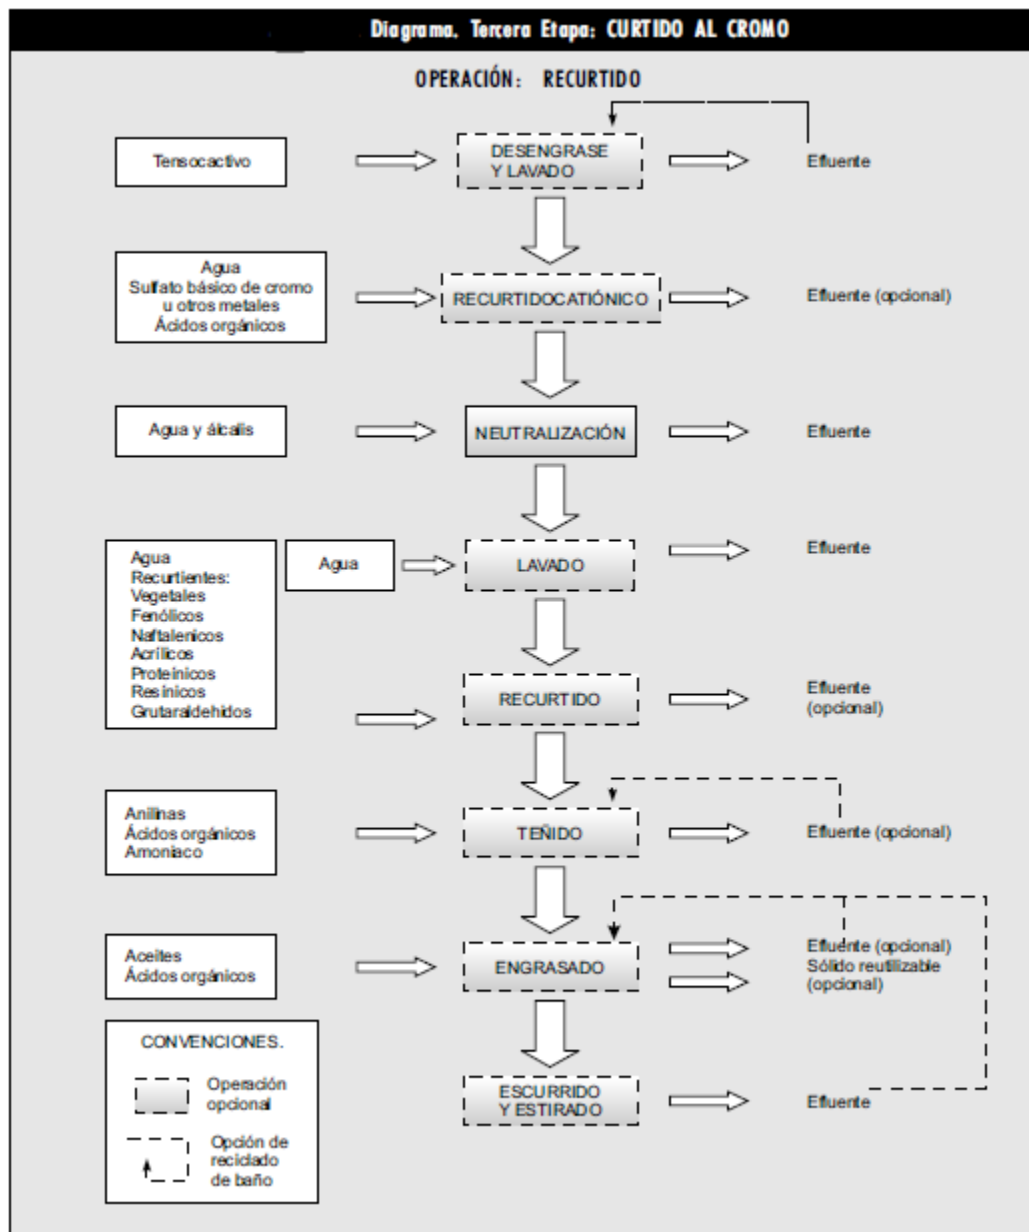 Diagrama. Tercera Etapa: CURTIDO AL CROMO
OPERACIÓN: RECURTIDO
Tensocactivo
DESENGRASE
Y LAVADO
Efluente
Agua
Sulfato básico de cromo
u otros metales
Ácidos orgánicos
RECURTIDOCATIÓNICO
Efluente (opcional)
Agua y álcalis
NEUTRALIZACIÓN
Efluente
Agua
Recurtientes:
Vegetales
Fenólicos
Naftalenicos
Acrílicos
Proteínicos
Resínicos
Grutaraldehidos
Agua
LAVADO
Efluente
RECURTIDO
Efluente
(opcional)
Anilinas
Ácidos orgánicos
Amoniaco
TEÑIDO
Efluente (opcional)
Aceites
Ácidos orgánicos
ENGRASADO
Efluente (opcional)
Sólido reutilizable
(opcional)
CONVENCIONES.
Operación
opcional
Opción de
reciclado
de baño
ESCURRIDO
Y ESTIRADO
Efluente